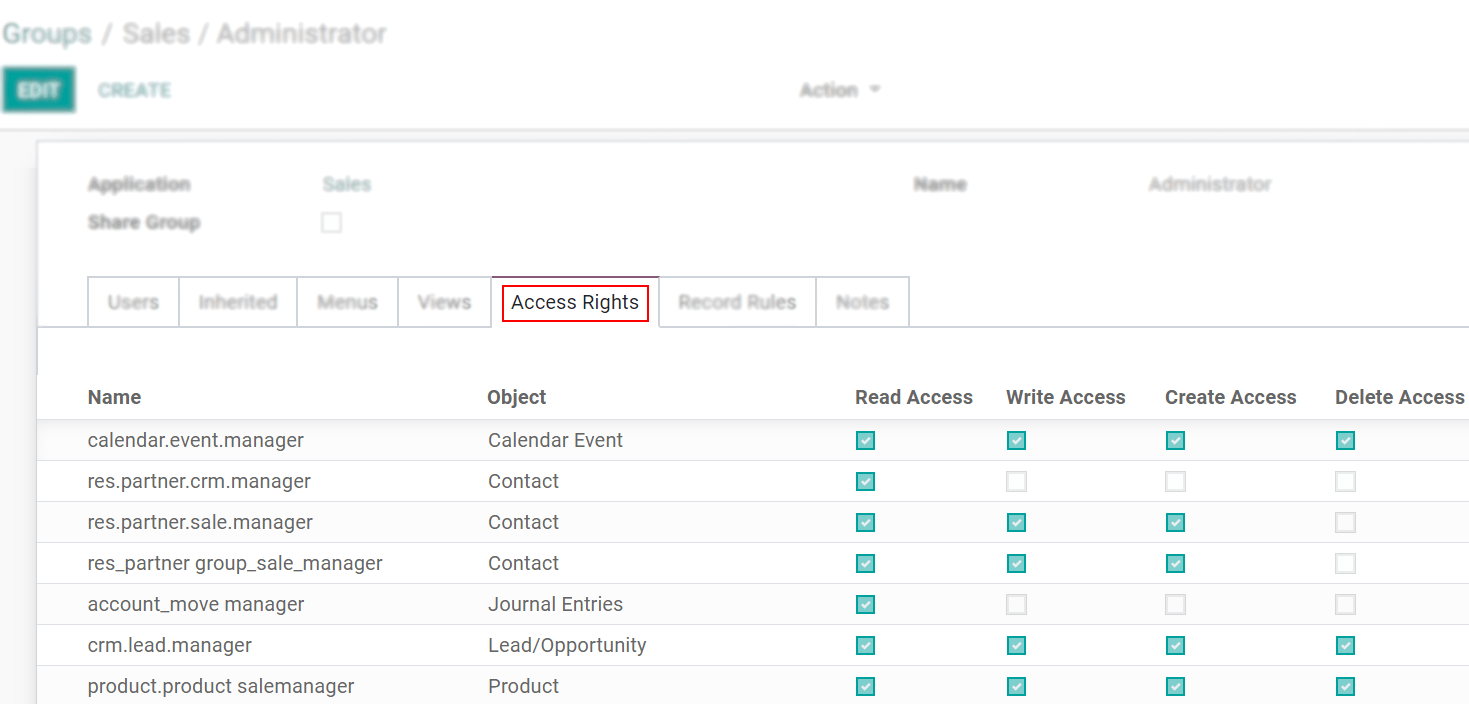 Groups / Sales / Administrator
EDIT CREATE Action
Application Sales Name Administrator
Share Group
Users Inherited Menus Views Access Rights Record Rules Notes
Name Object Read Access Write Access Create Access Delete Access
calendar.event.manager Calendar Event
res.partner.crm.manager Contact
res.partner.sale.manager Contact
res_partner group_sale_manager Contact
account_move manager Journal Entries
crm.lead.manager Lead/Opportunity
product.product salemanager Product